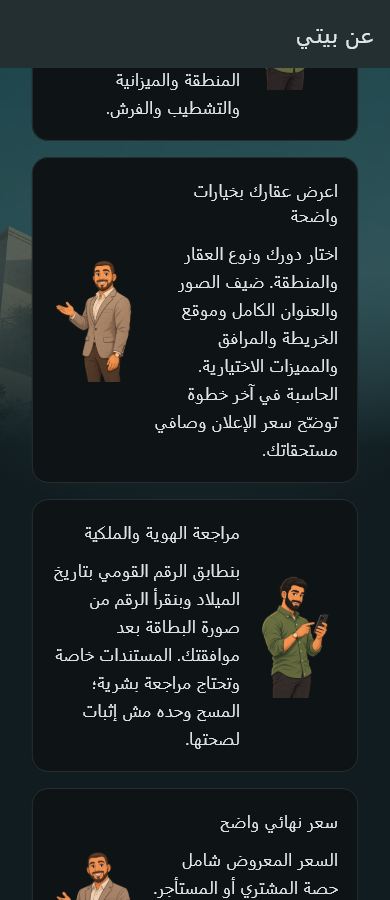 عن بيتي
المنطقة والميزانية
والتشطيب والفرش.
اعرض عقارك بخيارات
واضحة
اختار دورك ونوع العقار
والمنطقة. ضيف الصور
والعنوان الكامل وموقع
الخريطة والمرافق
والمميزات الاختيارية.
الحاسبة في آخر خطوة
توضّح سعر الإعلان وصافي
مستحقاتك.
مراجعة الهوية والملكية
بنطابق الرقم القومي بتاريخ
الميلاد وبنقرأ الرقم من
صورة البطاقة بعد
موافقتك. المستندات خاصة
وتحتاج مراجعة بشرية؛
المسح وحده مش إثبات
لصحتها.
سعر نهائي واضح
السعر المعروض شامل
حصة المشتري أو المستأجر.